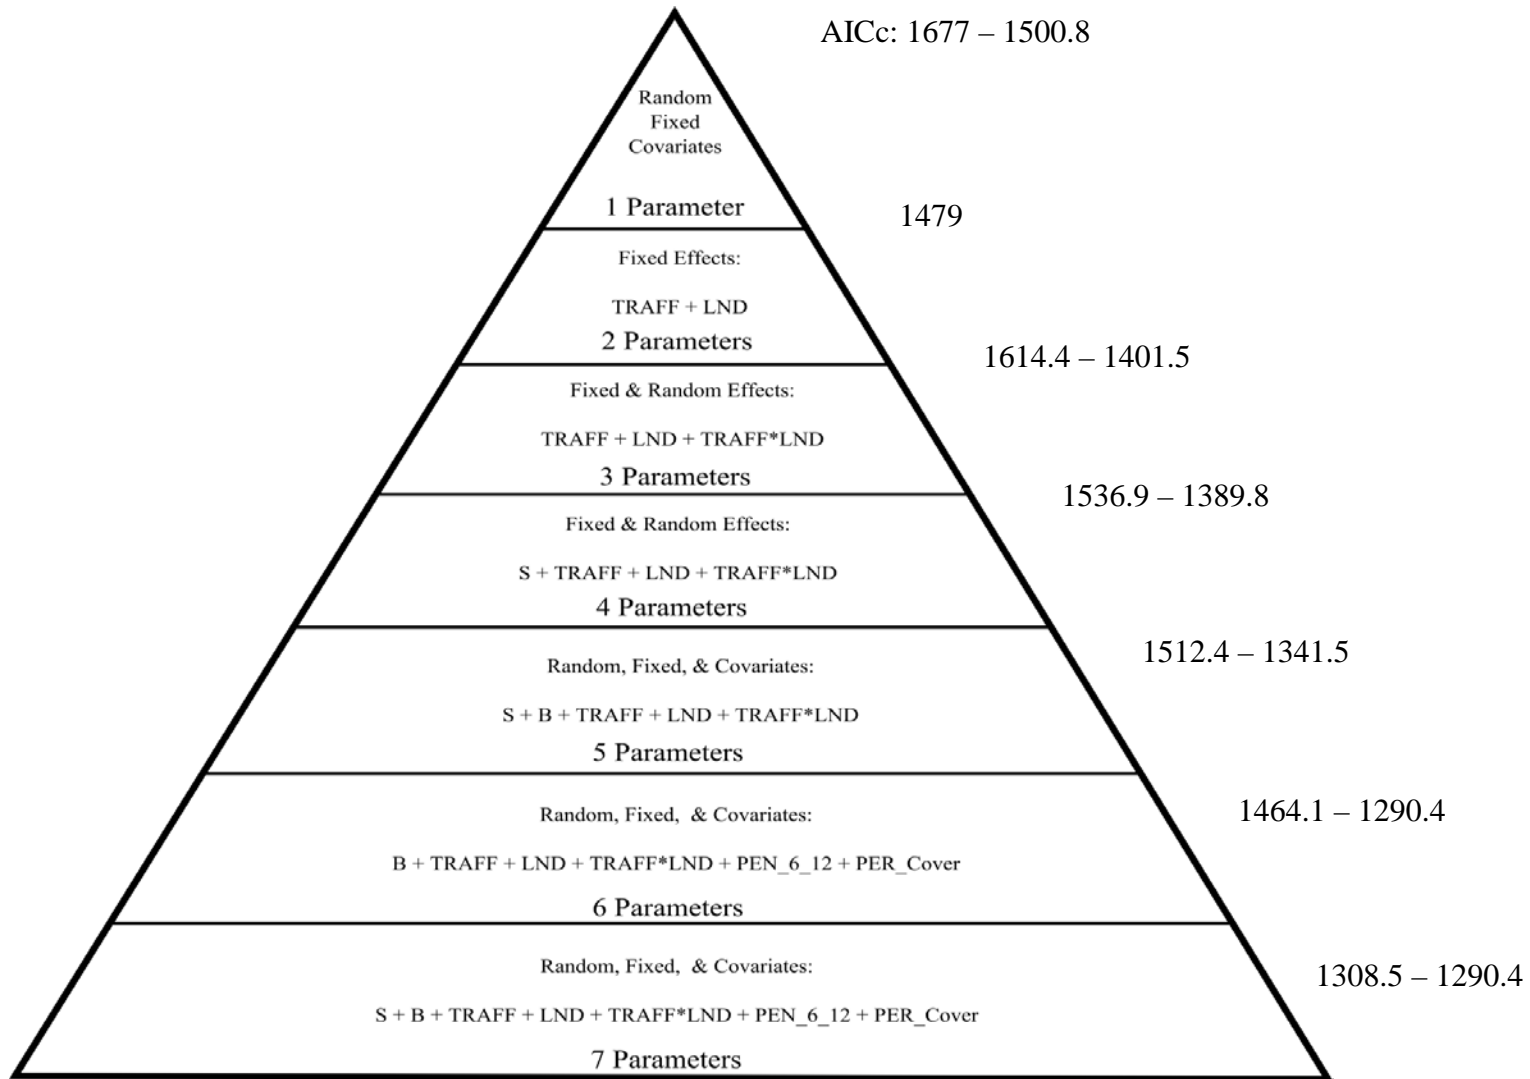 AICc: 1677 – 1500.8
Random
Fixed
Covariates
1 Parameter
1479
Fixed Effects:
TRAFF + LND
2 Parameters
1614.4 – 1401.5
Fixed & Random Effects:
TRAFF + LND + TRAFF*LND
3 Parameters
1536.9 – 1389.8
Fixed & Random Effects:
S + TRAFF + LND + TRAFF*LND
4 Parameters
1512.4 – 1341.5
Random, Fixed, & Covariates:
S + B + TRAFF + LND + TRAFF*LND
5 Parameters
1464.1 – 1290.4
Random, Fixed, & Covariates:
B + TRAFF + LND + TRAFF*LND + PEN_6_12 + PER_Cover
6 Parameters
1308.5 – 1290.4
Random, Fixed, & Covariates:
S + B + TRAFF + LND + TRAFF*LND + PEN_6_12 + PER_Cover
7 Parameters